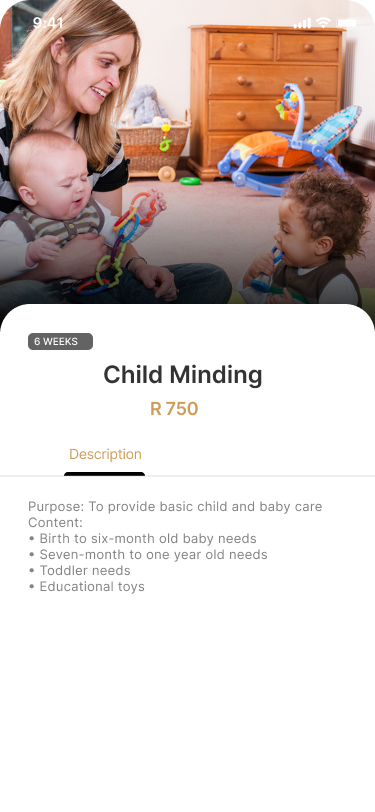 9:41
6 WEEKS
Child Minding
R 750
Description
Purpose: To provide basic child and baby care
Content:
• Birth to six-month old baby needs
• Seven-month to one year old needs
• Toddler needs
• Educational toys